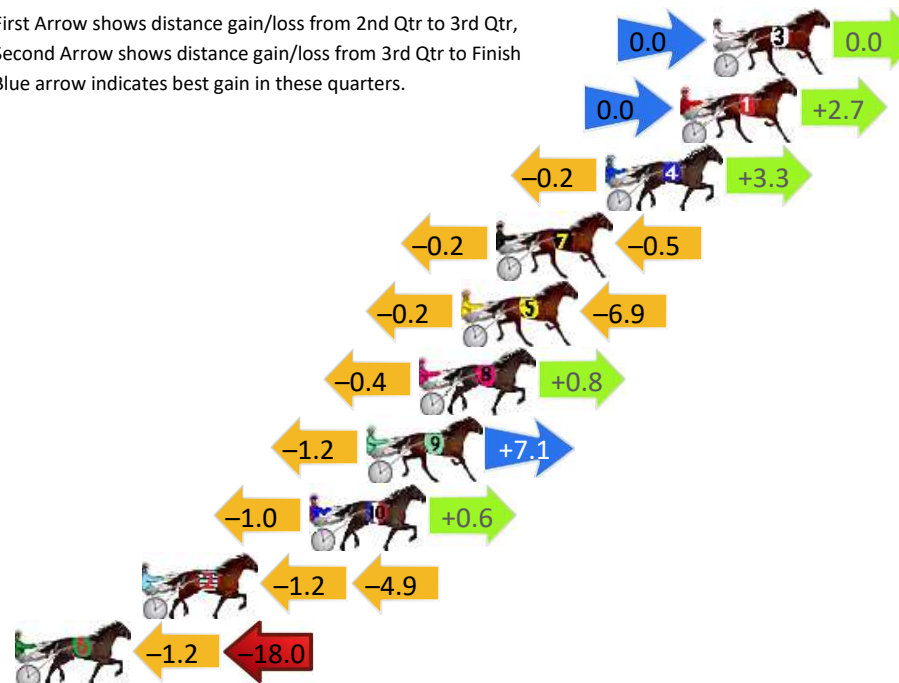 First Arrow shows distance gain/loss from 2nd Qtr to 3rd Qtr,
Second Arrow shows distance gain/loss from 3rd Qtr to Finish
Blue arrow indicates best gain in these quarters.
0.0 3 0.0
0.0 1 +2.7
–0.2 4 +3.3
–0.2 7 –0.5
–0.2 5 –6.9
–0.4 8 +0.8
–1.2 9 +7.1
–1.0 10 +0.6
2 –1.2 –4.9
6 –1.2 –18.0